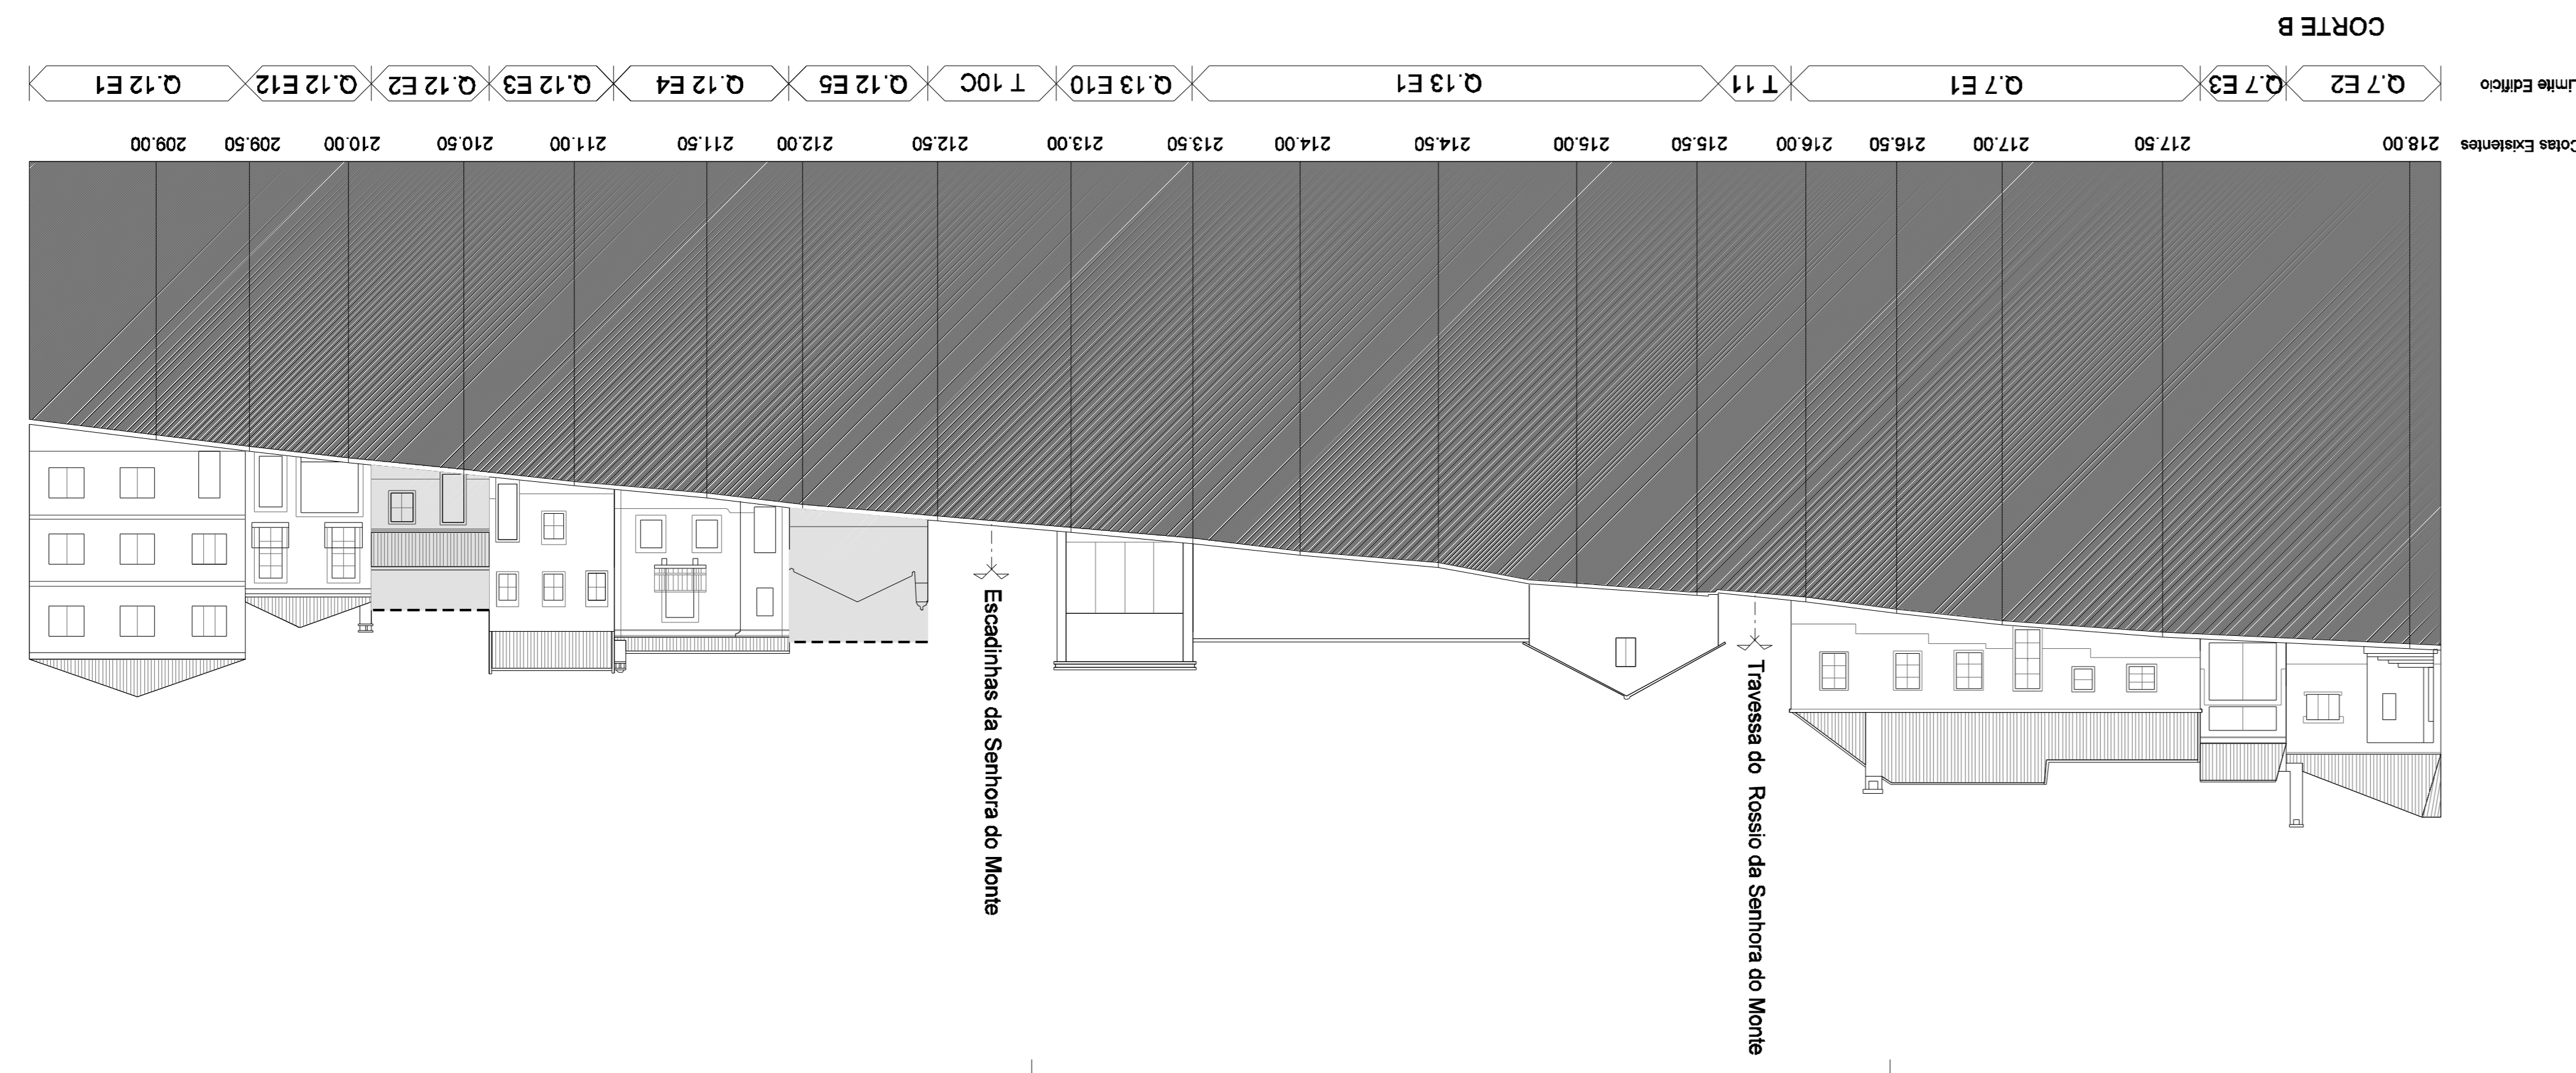 Travessa do Rossio da Senhora do Monte
Escadinhas da Senhora do Monte
Cotas Existentes 218.00 217.50 217.00 216.50 216.00 215.50 215.00 214.50 214.00 213.50 213.00 212.50 212.00 211.50 211.00 210.50 210.00 209.50 209.00
Limite Edifício Q.7 E2 Q.7 E3 Q.7 E1 T 11 Q.13 E1 Q.13 E10 T 10C Q.12 E5 Q.12 E4 Q.12 E3 Q.12 E2 Q.12 E12 Q.12 E1
CORTE B